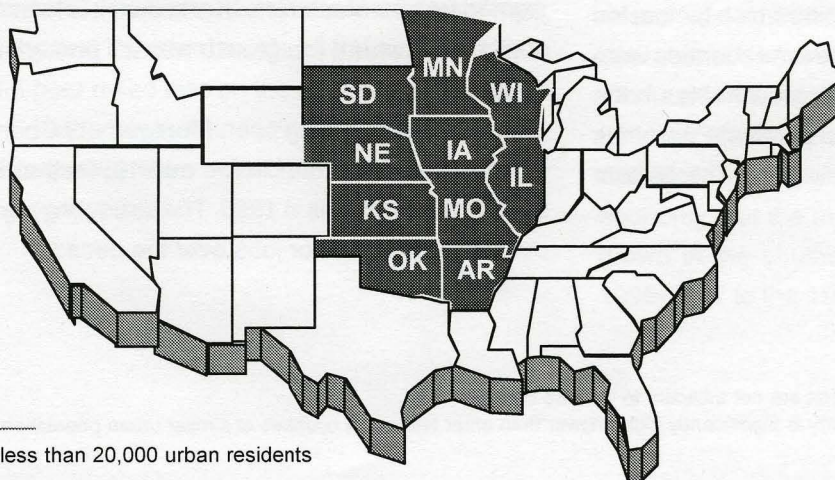 MN
SD
WI
NE
IA
IL
KS
MO
OK
AR
less than 20,000 urban residents